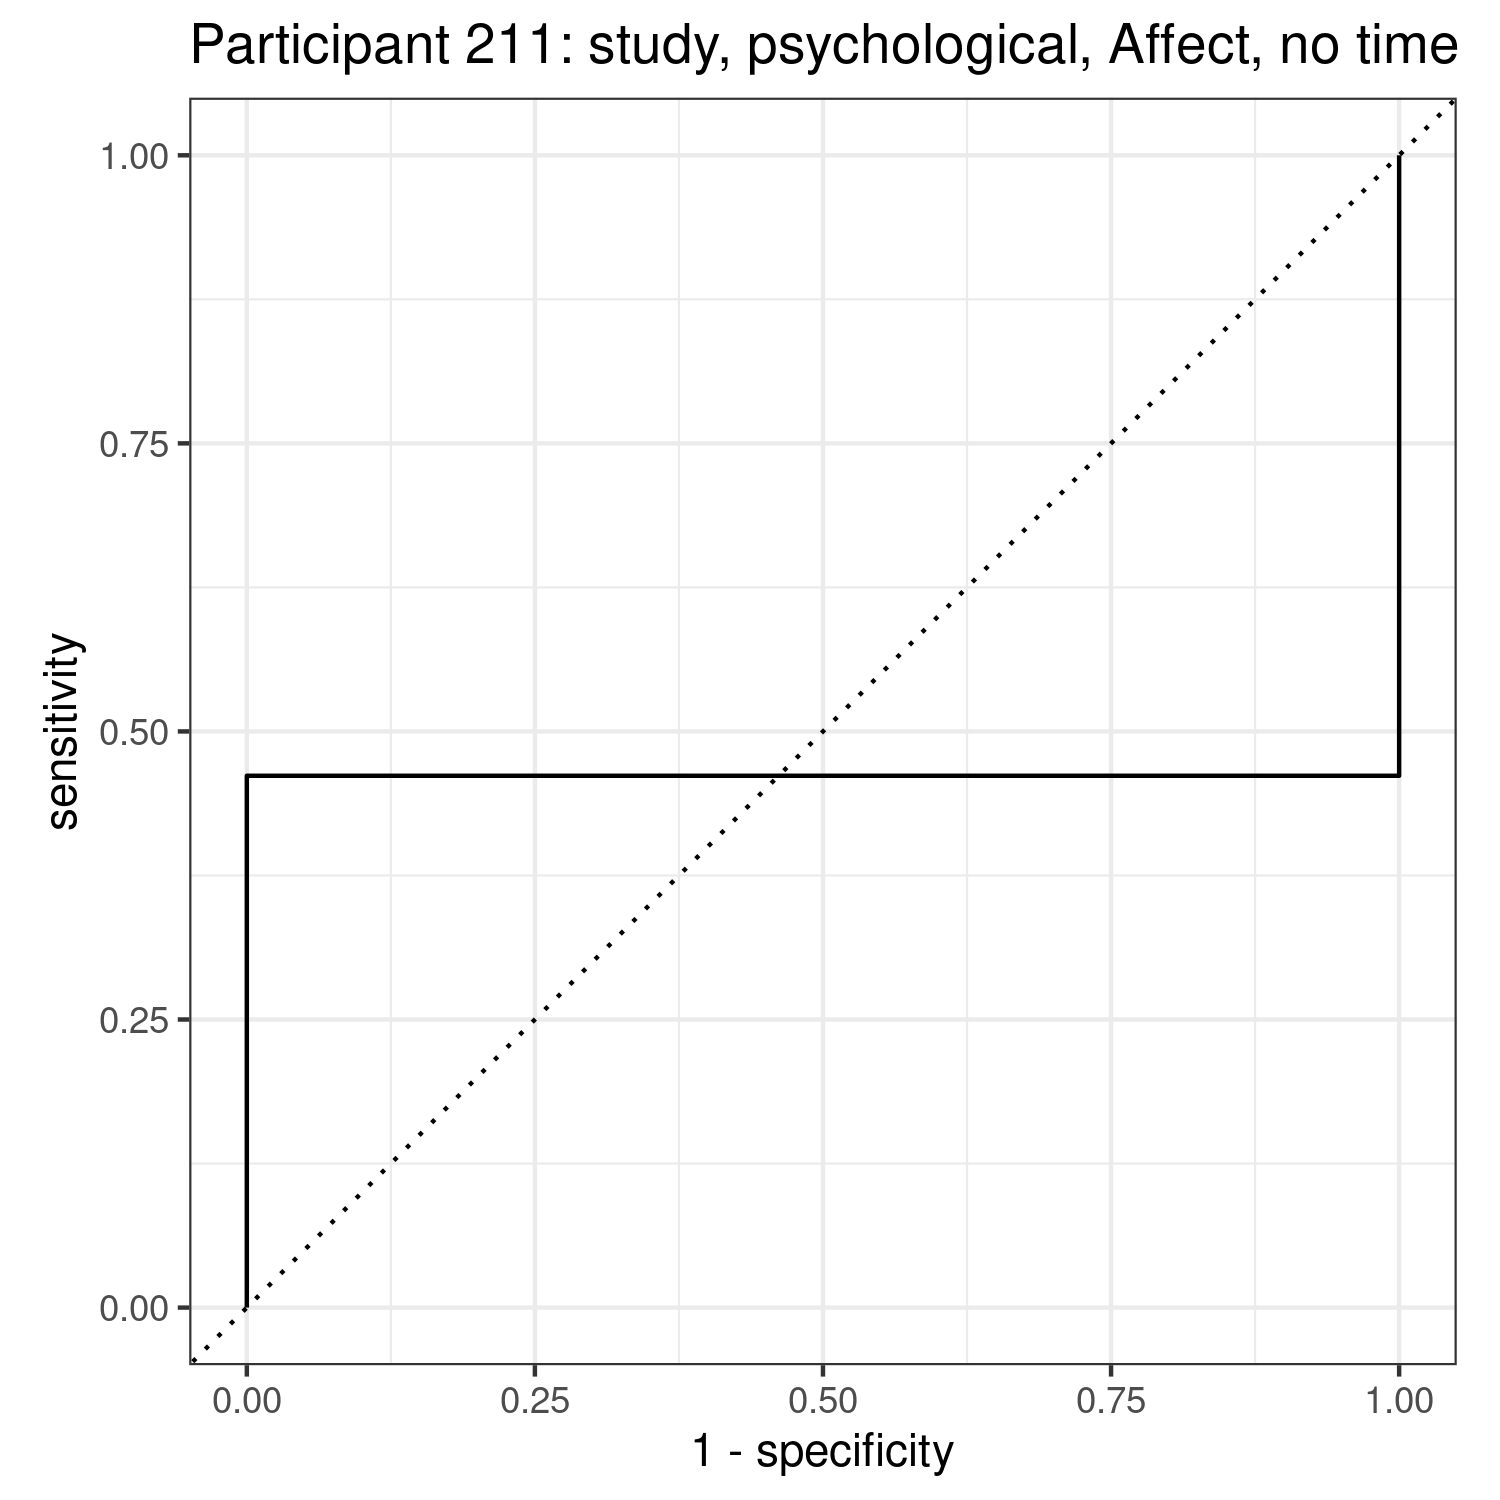 Participant 211: study, psychological, Affect, no time
1.00
0.75
0.50
0.25
0.00
sensitivity
0.00 0.25 0.50 0.75 1.00
1 - specificity